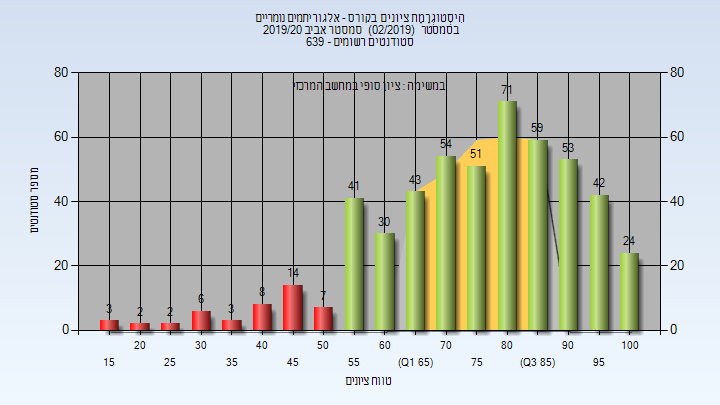 הִיסְטוֹגְרַמַת ציונים בקורס - אלגוריתמים נומריים
בסמסטר (02/2019) סמסטר אביב 2019/20
סטודנטים רשומים - 639
במשימה : ציון סופי במחשב המרכזי
80 80
60 60
40 40
20 20
0 0
מספר סטודנטים
3 2 2 6 3 8 14 7 41 30 43 54 51 71 59 53 42 24
20 30 40 50 60 70 80 90 100
15 25 35 45 55 (Q1 65) 75 (Q3 85) 95
טווח ציונים